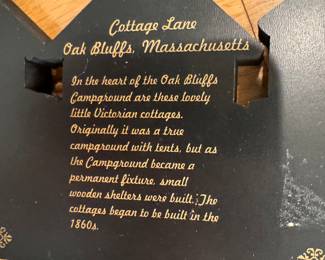 Cottage Lane
Oak Bluffs, Massachusetts
In the heart of the Oak Bluffs
Campground are these lovely
little Victorian cottages.
Originally it was a true
campground with tents, but as
the Campground became a
permanent fixture, small
wooden shelters were built. The
cottages began to be built in the
1860s.